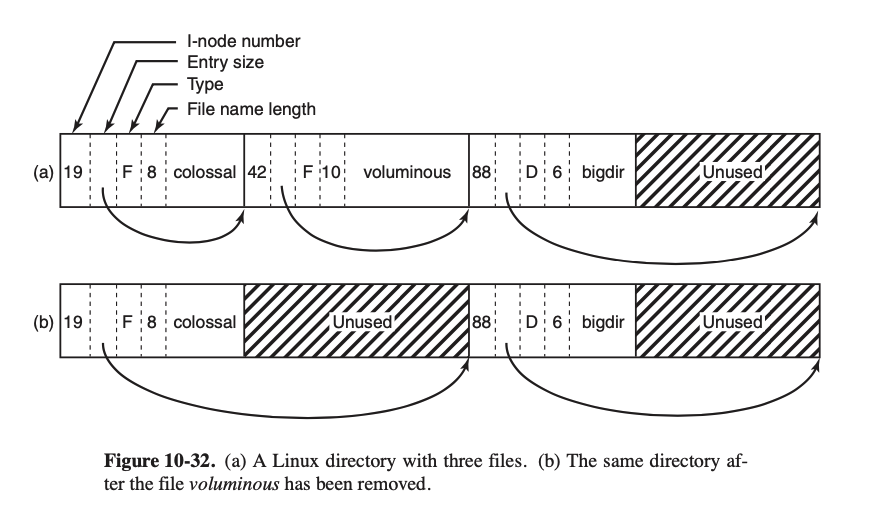 I-node number
Entry size
Type
File name length
(a) 19 F 8 colossal 42 F 10 voluminous 88 D 6 bigdir Unused
(b) 19 F 8 colossal Unused 88 D 6 bigdir Unused
Figure 10-32. (a) A Linux directory with three files. (b) The same directory af-
ter the file voluminous has been removed.